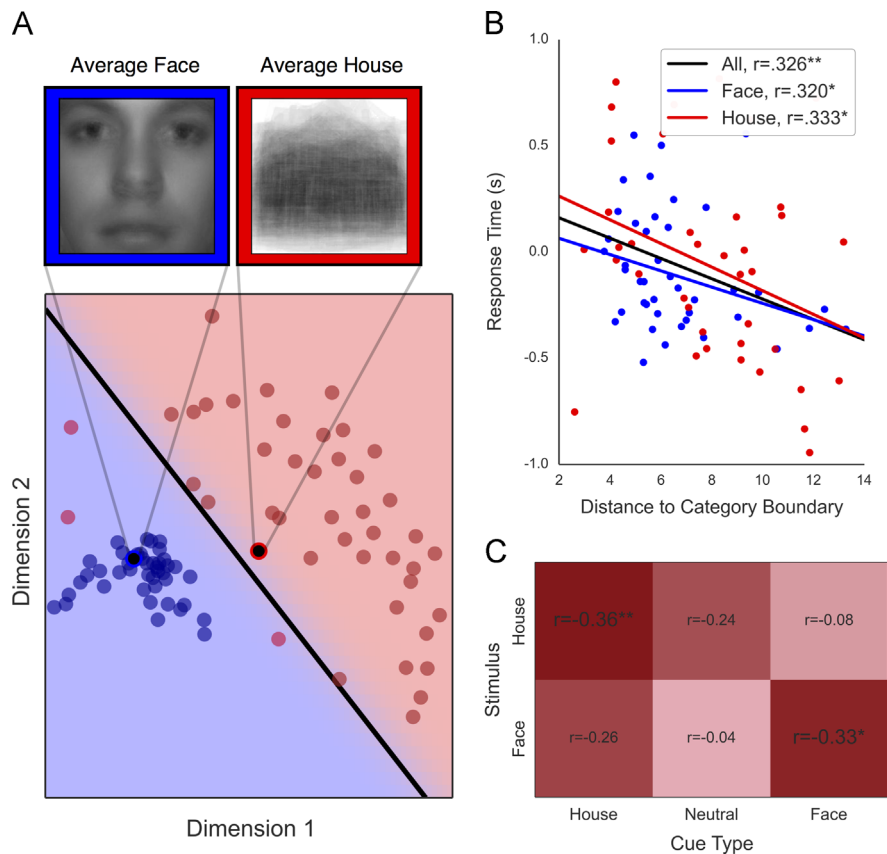 A
Average Face
Average House
Dimension 2
Dimension 1
B
1.0
0.5
0.0
-0.5
-1.0
Response Time (s)
All, r=.326**
Face, r=.320*
House, r=.333*
2
4
6
8
10
12
14
Distance to Category Boundary
C
Stimulus
House
Face
r=-0.36**
r=-0.24
r=-0.08
r=-0.26
r=-0.04
r=-0.33*
House
Neutral
Face
Cue Type